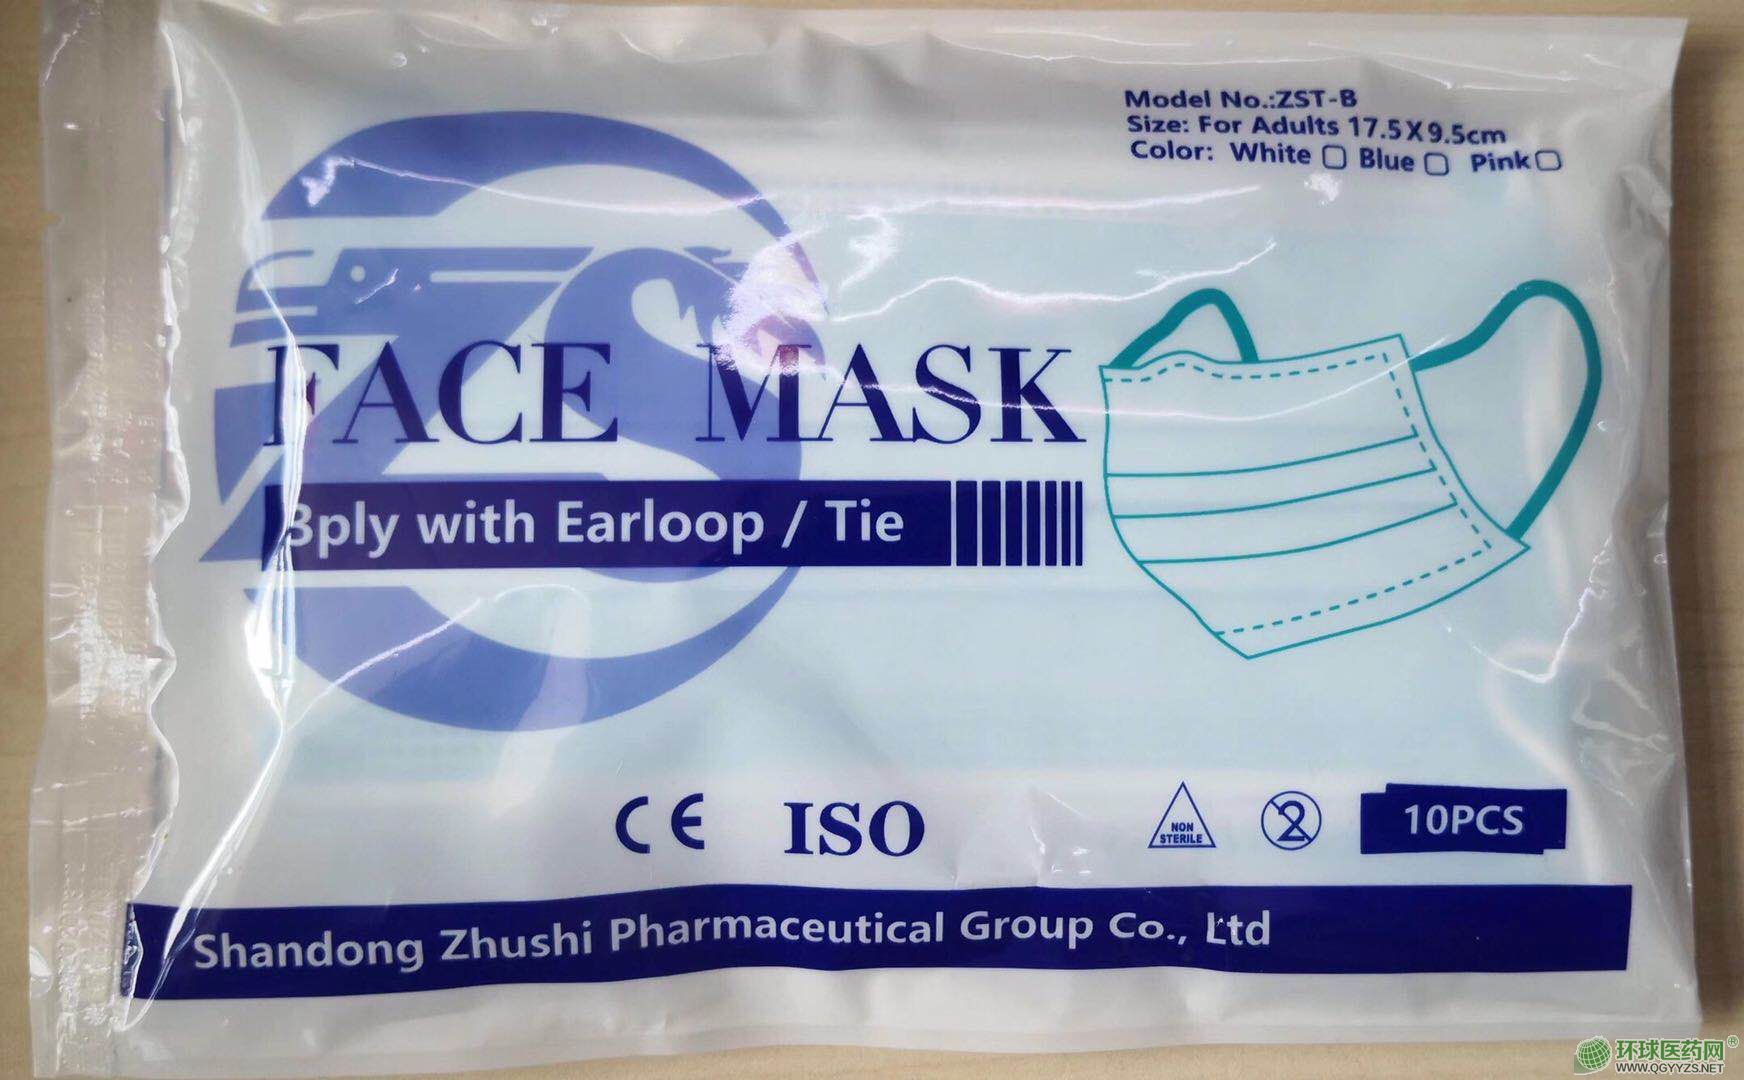 Model No.:ZST-B
Size: For Adults 17.5X9.5cm
Color: White Blue Pink
ZS
FACE MASK
3ply with Earloop / Tie
CE ISO
NON
STERILE
2
10PCS
Shandong Zhushi Pharmaceutical Group Co., Ltd
环球医药网®
WWW.QGYYZS.NET